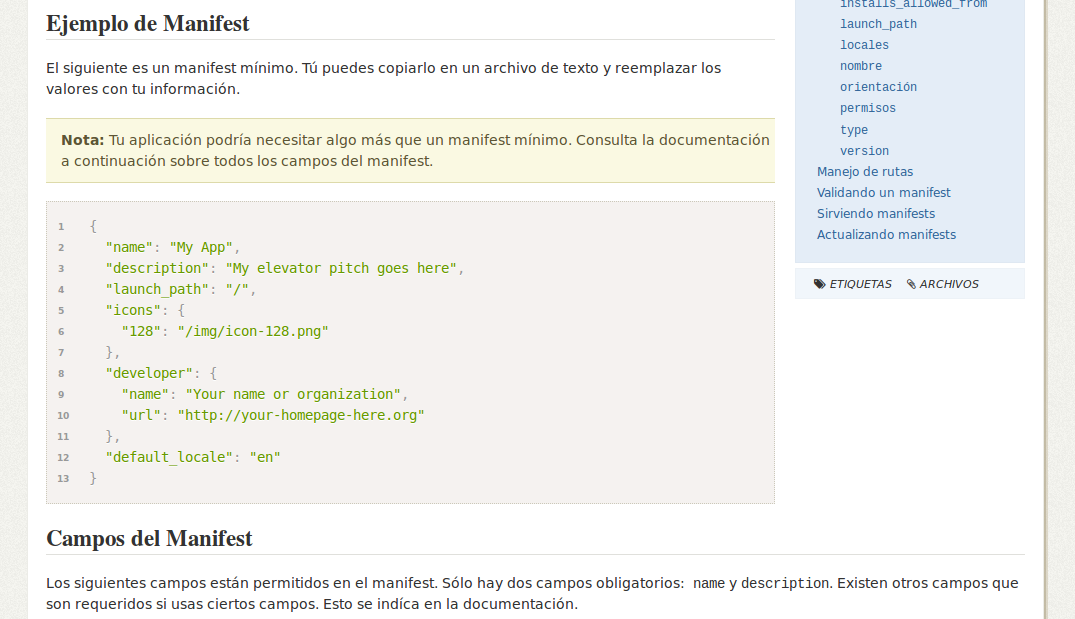 Ejemplo de Manifest
El siguiente es un manifest mínimo. Tú puedes copiarlo en un archivo de texto y reemplazar los
valores con tu información.
Nota: Tu aplicación podría necesitar algo más que un manifest mínimo. Consulta la documentación
a continuación sobre todos los campos del manifest.
1 {
2 "name": "My App",
3 "description": "My elevator pitch goes here",
4 "launch_path": "/",
5 "icons": {
6 "128": "/img/icon-128.png"
7 },
8 "developer": {
9 "name": "Your name or organization",
10 "url": "http://your-homepage-here.org"
11 },
12 "default_locale": "en"
13 }
Campos del Manifest
Los siguientes campos están permitidos en el manifest. Sólo hay dos campos obligatorios: name y description. Existen otros campos que
son requeridos si usas ciertos campos. Esto se indíca en la documentación.
installs_allowed_from
launch_path
locales
nombre
orientación
permisos
type
version
Manejo de rutas
Validando un manifest
Sirviendo manifests
Actualizando manifests
ETIQUETAS ARCHIVOS